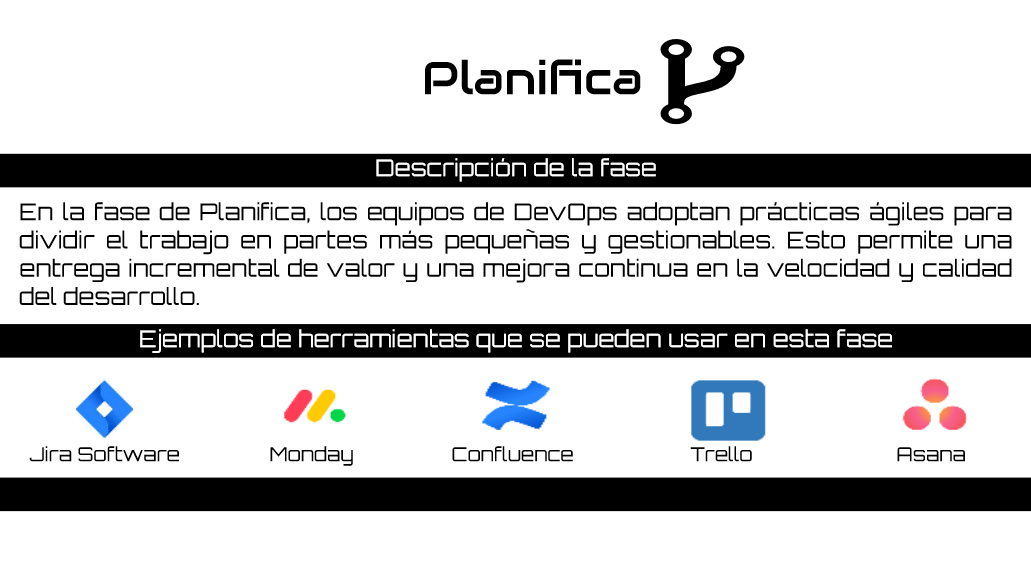 Planifica
Descripción de la fase
En la fase de Planifica, los equipos de DevOps adoptan prácticas ágiles para
dividir el trabajo en partes más pequeñas y gestionables. Esto permite una
entrega incremental de valor y una mejora continua en la velocidad y calidad
del desarrollo.
Ejemplos de herramientas que se pueden usar en esta fase
Jira Software
Monday
Confluence
Trello
Asana